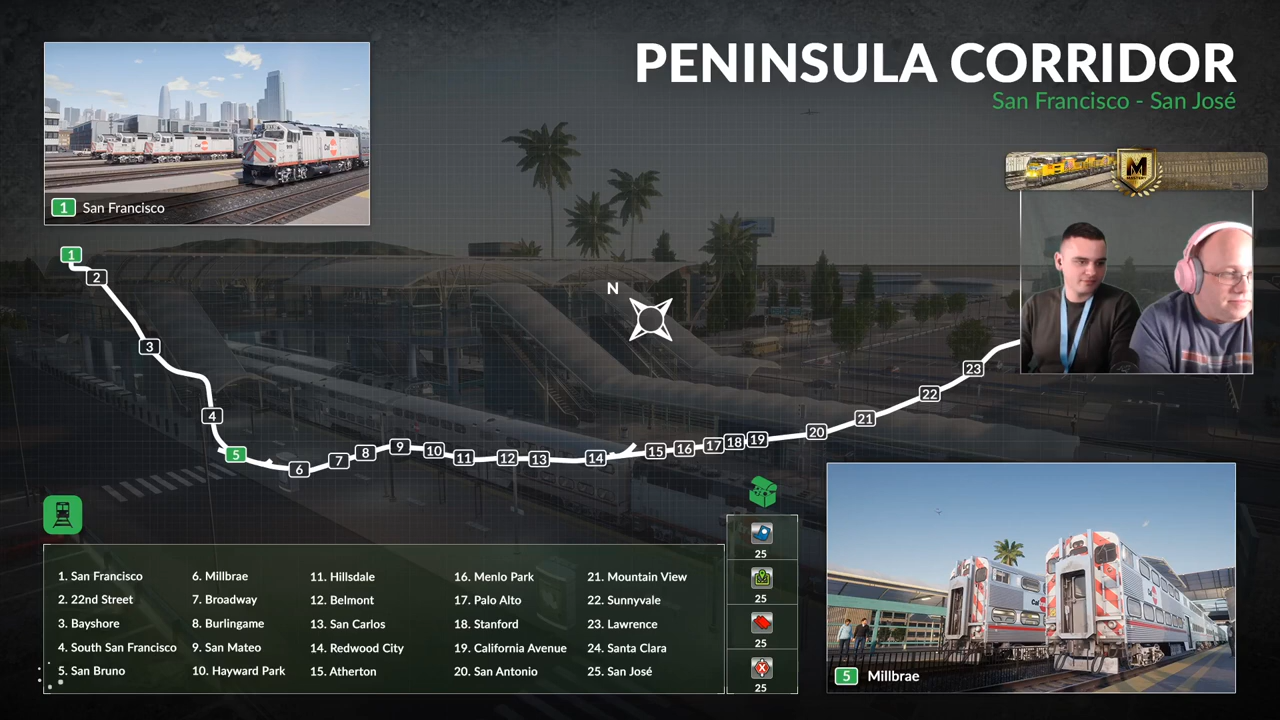 PENINSULA CORRIDOR
San Francisco - San José
M
MASTERY
1 San Francisco
N
1
2
3
4
5
6
7
8
9
10
11
12
13
14
15
16
17
18
19
20
21
22
23
1. San Francisco
2. 22nd Street
3. Bayshore
4. South San Francisco
5. San Bruno
6. Millbrae
7. Broadway
8. Burlingame
9. San Mateo
10. Hayward Park
11. Hillsdale
12. Belmont
13. San Carlos
14. Redwood City
15. Atherton
16. Menlo Park
17. Palo Alto
18. Stanford
19. California Avenue
20. San Antonio
21. Mountain View
22. Sunnyvale
23. Lawrence
24. Santa Clara
25. San José
25
25
25
25
5 Millbrae